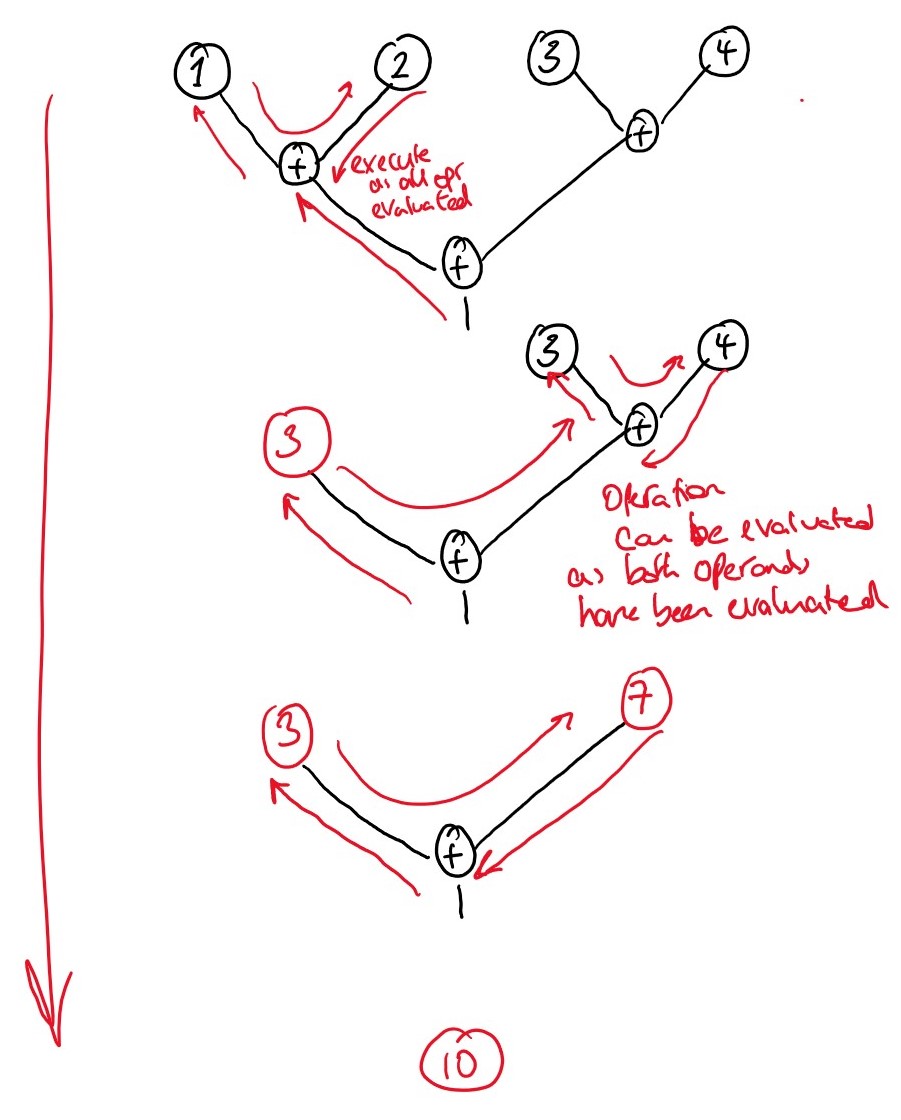 1 2 3 4
+
+
execute
as all opr
evaluated
+
3 4
+
3
Operation
can be evaluated
as both operands
have been evaluated
+
7
3
+
10